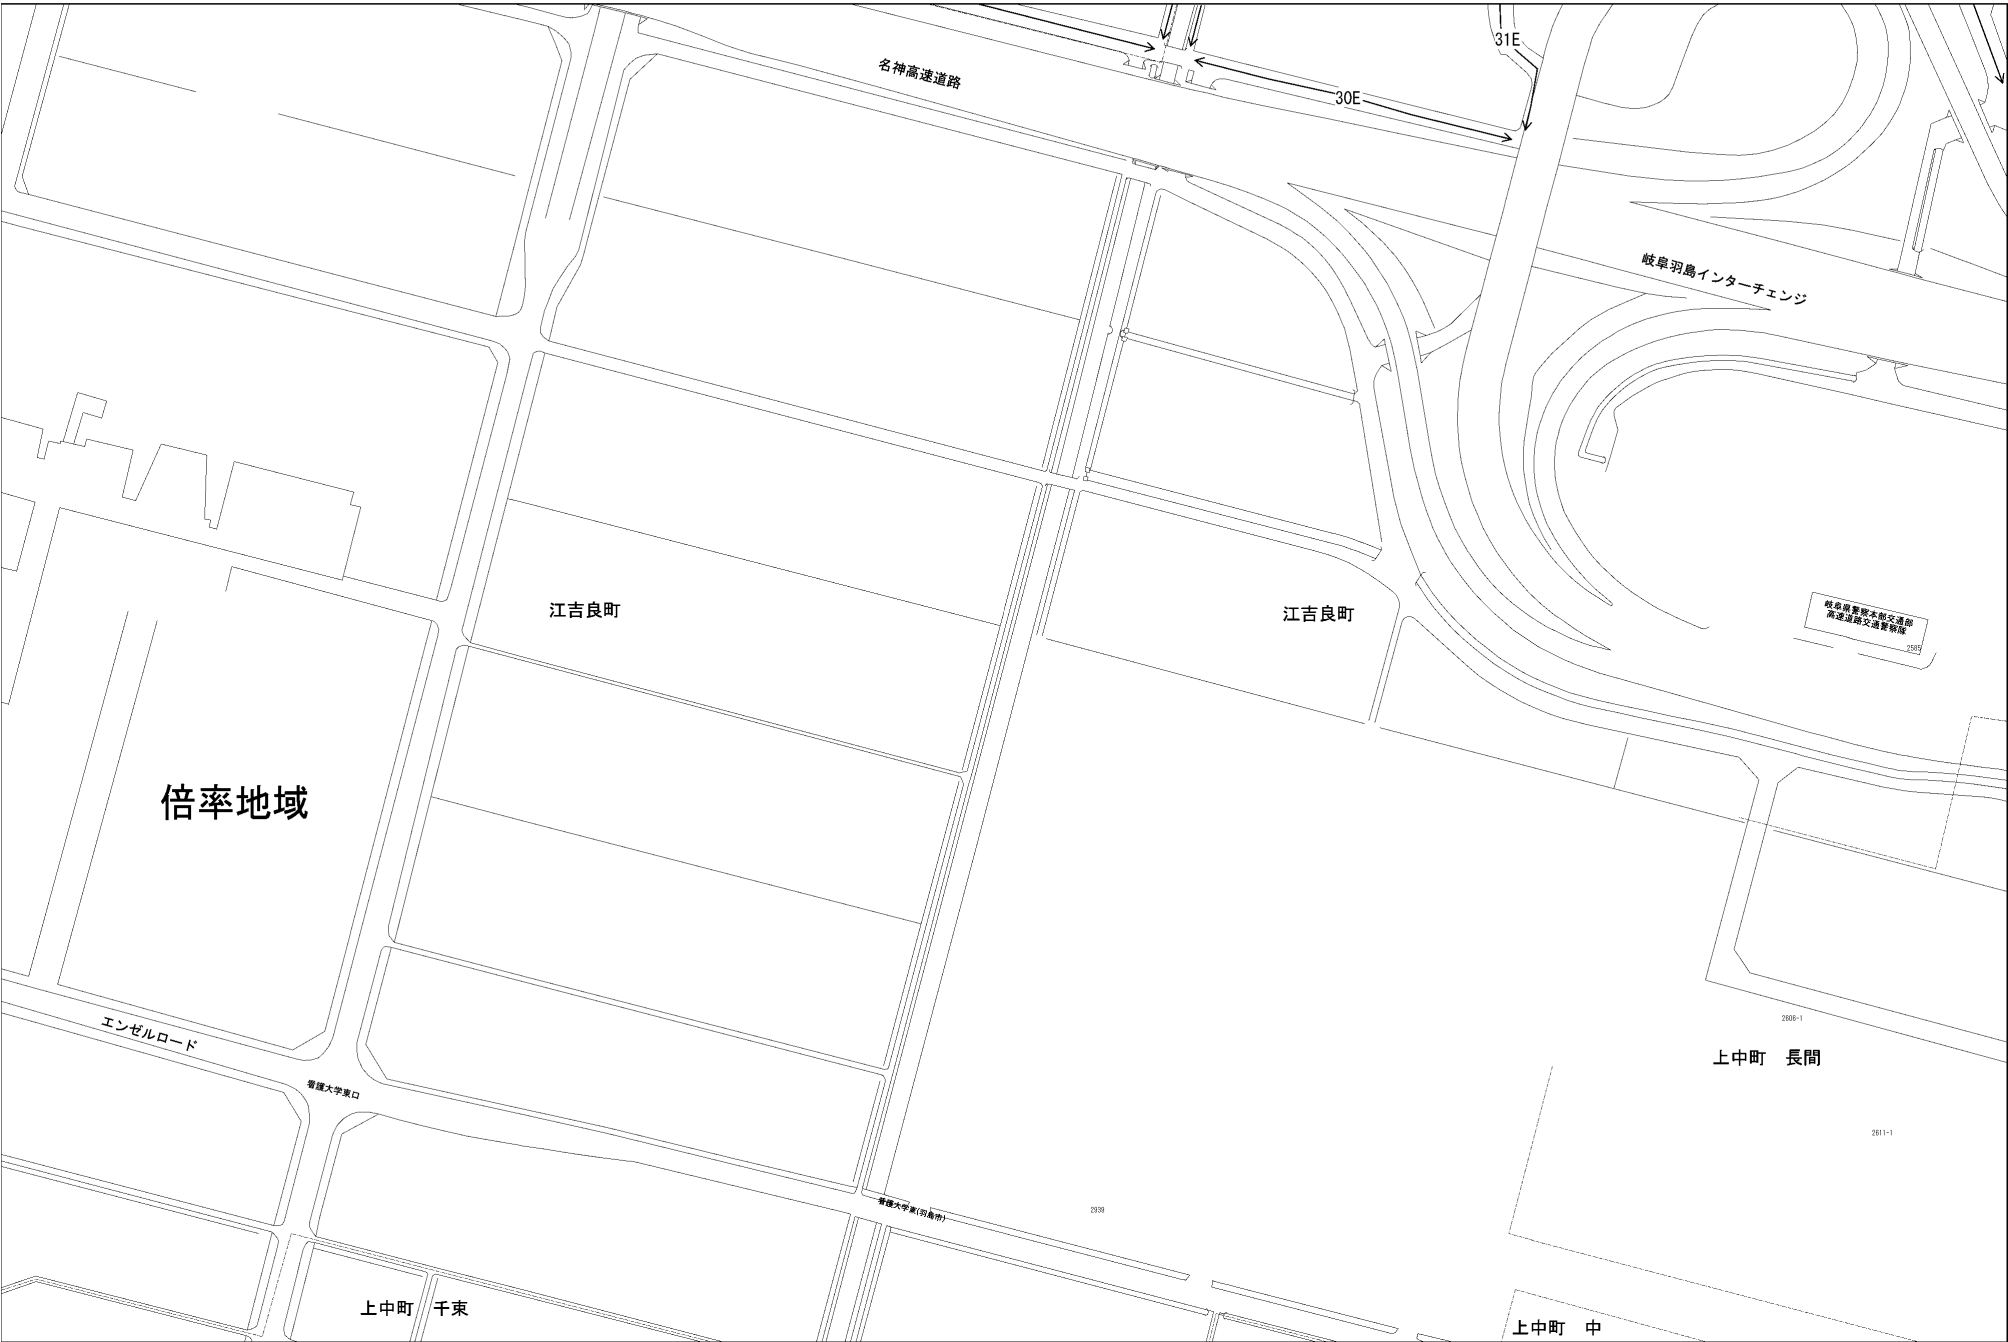 31E
名神高速道路
30E
岐阜羽島インターチェンジ
江吉良町
江吉良町
岐阜県警察本部交通部
高速道路交通警察隊
2585
倍率地域
2606-1
エンゼルロード
上中町 長間
看護大学東口
2611-1
看護大学東(羽島市)
2939
上中町 千束
上中町 中